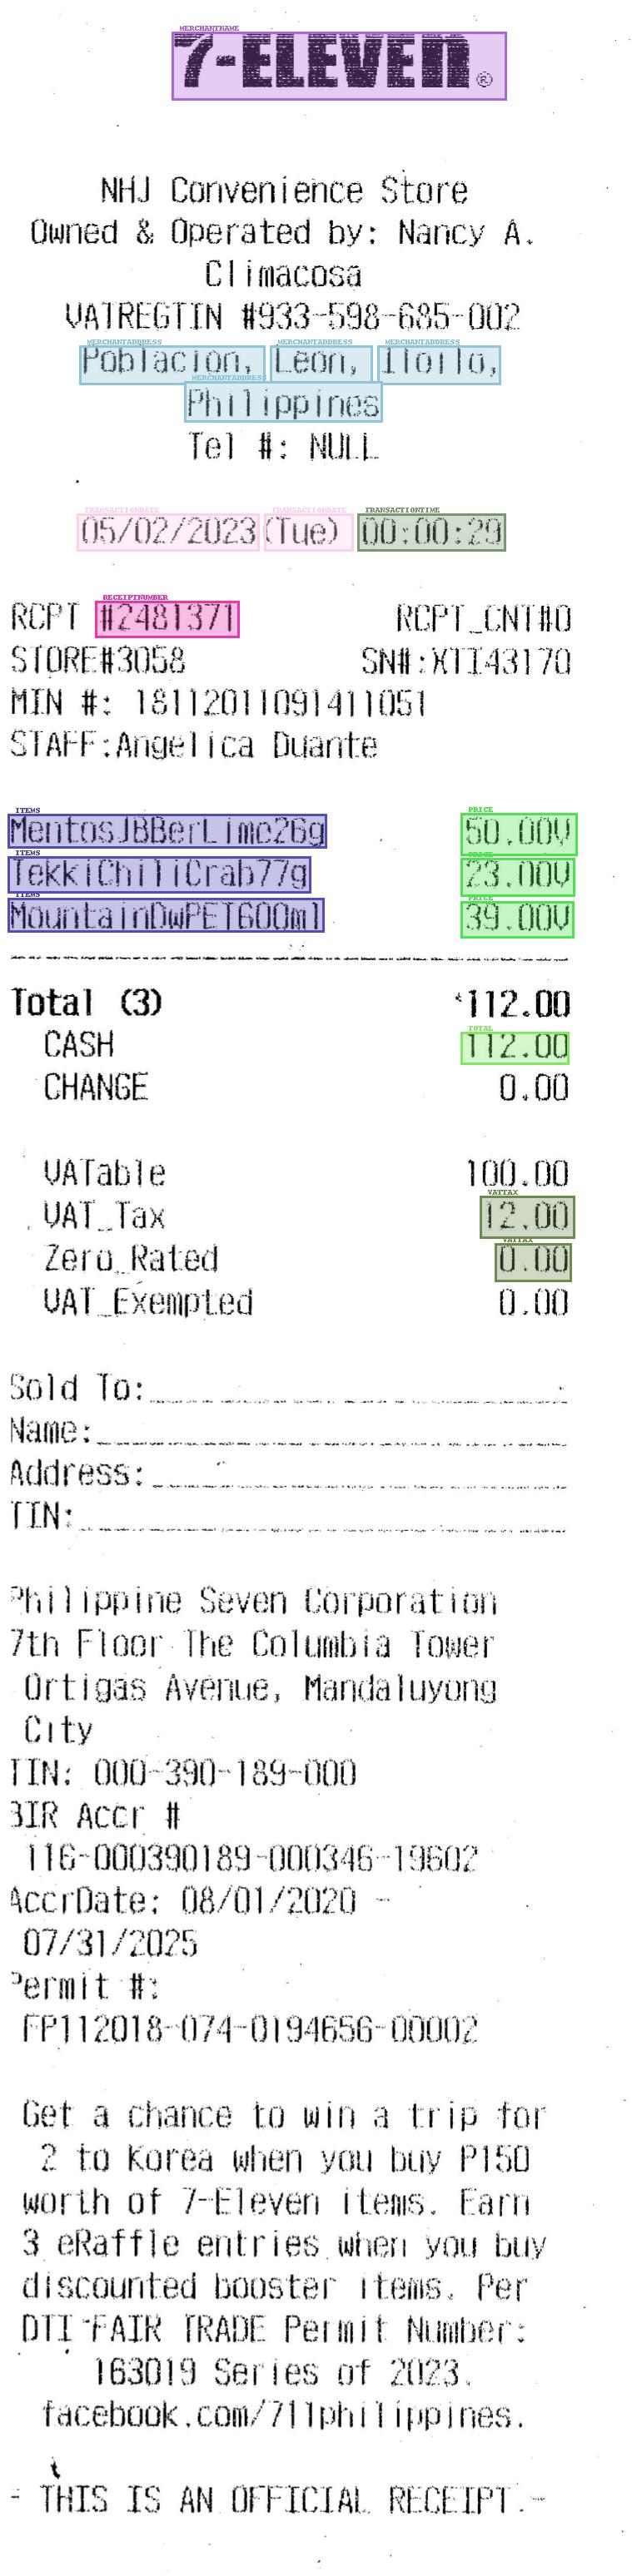 MERCHANTNAME
7-ELEVEN®
NHJ Convenience Store
Owned & Operated by: Nancy A.
Climacosa
VATREGTIN #933-598-685-002
MERCHANTADDRESS MERCHANTADDRESS MERCHANTADDRESS
Poblacion, Leon, Iloilo,
MERCHANTADDRESS
Philippines
Tel #: NULL
TRANSACTIONDATE TRANSACTIONDATE TRANSACTIONTIME
05/02/2023 (Tue) 00:00:29
RECEIPTNUMBER
RCPT #2481371 RCPT_CNT#0
STORE#3058 SN#:XTI43170
MIN #: 18112011091411051
STAFF:Angelica Duante
ITEMS PRICE
MentosJBBerLime26g 50.00V
ITEMS PRICE
TekkiChiliCrab77g 23.00V
ITEMS PRICE
MountainDwPET600ml 39.00V
Total (3) 112.00
TOTAL
CASH 112.00
CHANGE 0.00
VATable 100.00
VATTAX
VAT_Tax 12.00
VATTAX
Zero_Rated 0.00
VAT_Exempted 0.00
Sold To:
Name:
Address:
TIN:
Philippine Seven Corporation
7th Floor The Columbia Tower
Ortigas Avenue, Mandaluyong
City
TIN: 000-390-189-000
BIR Accr #
116-000390189-000346-19602
AccrDate: 08/01/2020 -
07/31/2025
Permit #:
FP112018-074-0194656-00002
Get a chance to win a trip for
2 to Korea when you buy P150
worth of 7-Eleven items. Earn
3 eRaffle entries when you buy
discounted booster items. Per
DTI FAIR TRADE Permit Number:
163019 Series of 2023.
facebook.com/711philippines.
- THIS IS AN OFFICIAL RECEIPT.-